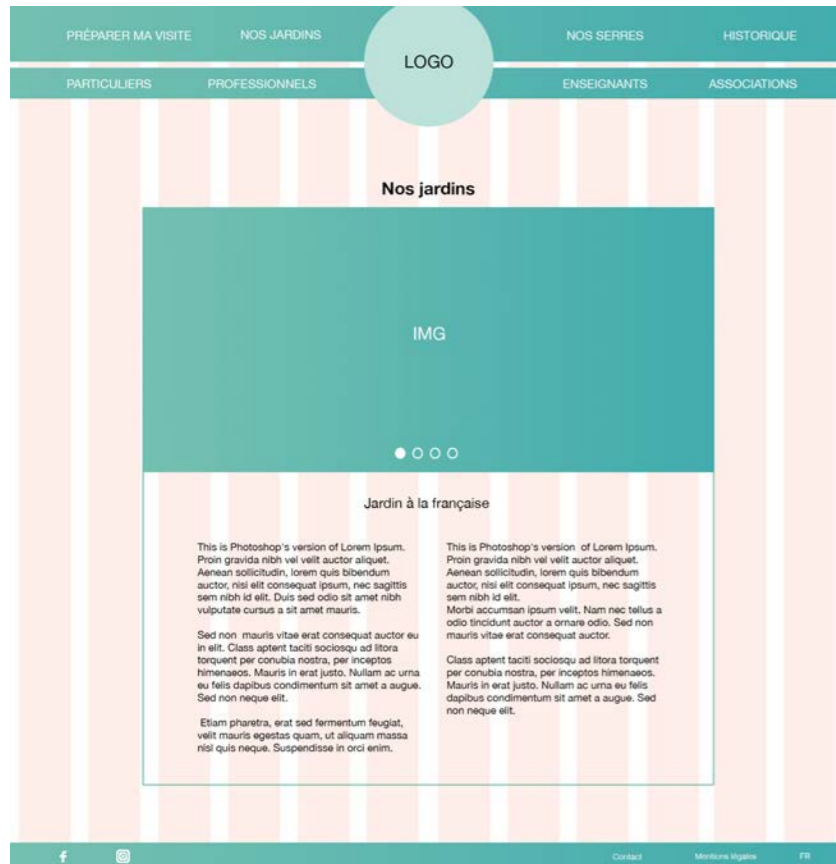 PRÉPARER MA VISITE NOS JARDINS LOGO NOS SERRES HISTORIQUE
PARTICULIERS PROFESSIONNELS ENSEIGNANTS ASSOCIATIONS
Nos jardins
IMG
Jardin à la française
This is Photoshop's version of Lorem Ipsum.
Proin gravida nibh vel velit auctor aliquet.
Aenean sollicitudin, lorem quis bibendum
auctor, nisi elit consequat ipsum, nec sagittis
sem nibh id elit. Duis sed odio sit amet nibh
vulputate cursus a sit amet mauris.
Sed non mauris vitae erat consequat auctor eu
in elit. Class aptent taciti sociosqu ad litora
torquent per conubia nostra, per inceptos
himenaeos. Mauris in erat justo. Nullam ac urna
eu felis dapibus condimentum sit amet a augue.
Sed non neque elit.
Etiam pharetra, erat sed fermentum feugiat,
velit mauris egestas quam, ut aliquam massa
nisl quis neque. Suspendisse in orci enim.
This is Photoshop's version of Lorem Ipsum.
Proin gravida nibh vel velit auctor aliquet.
Aenean sollicitudin, lorem quis bibendum
auctor, nisi elit consequat ipsum, nec sagittis
sem nibh id elit.
Morbi accumsan ipsum velit. Nam nec tellus a
odio tincidunt auctor a ornare odio. Sed non
mauris vitae erat consequat auctor.
Class aptent taciti sociosqu ad litora torquent
per conubia nostra, per inceptos himenaeos.
Mauris in erat justo. Nullam ac urna eu felis
dapibus condimentum sit amet a augue. Sed
non neque elit.
Contact Mentions légales FR